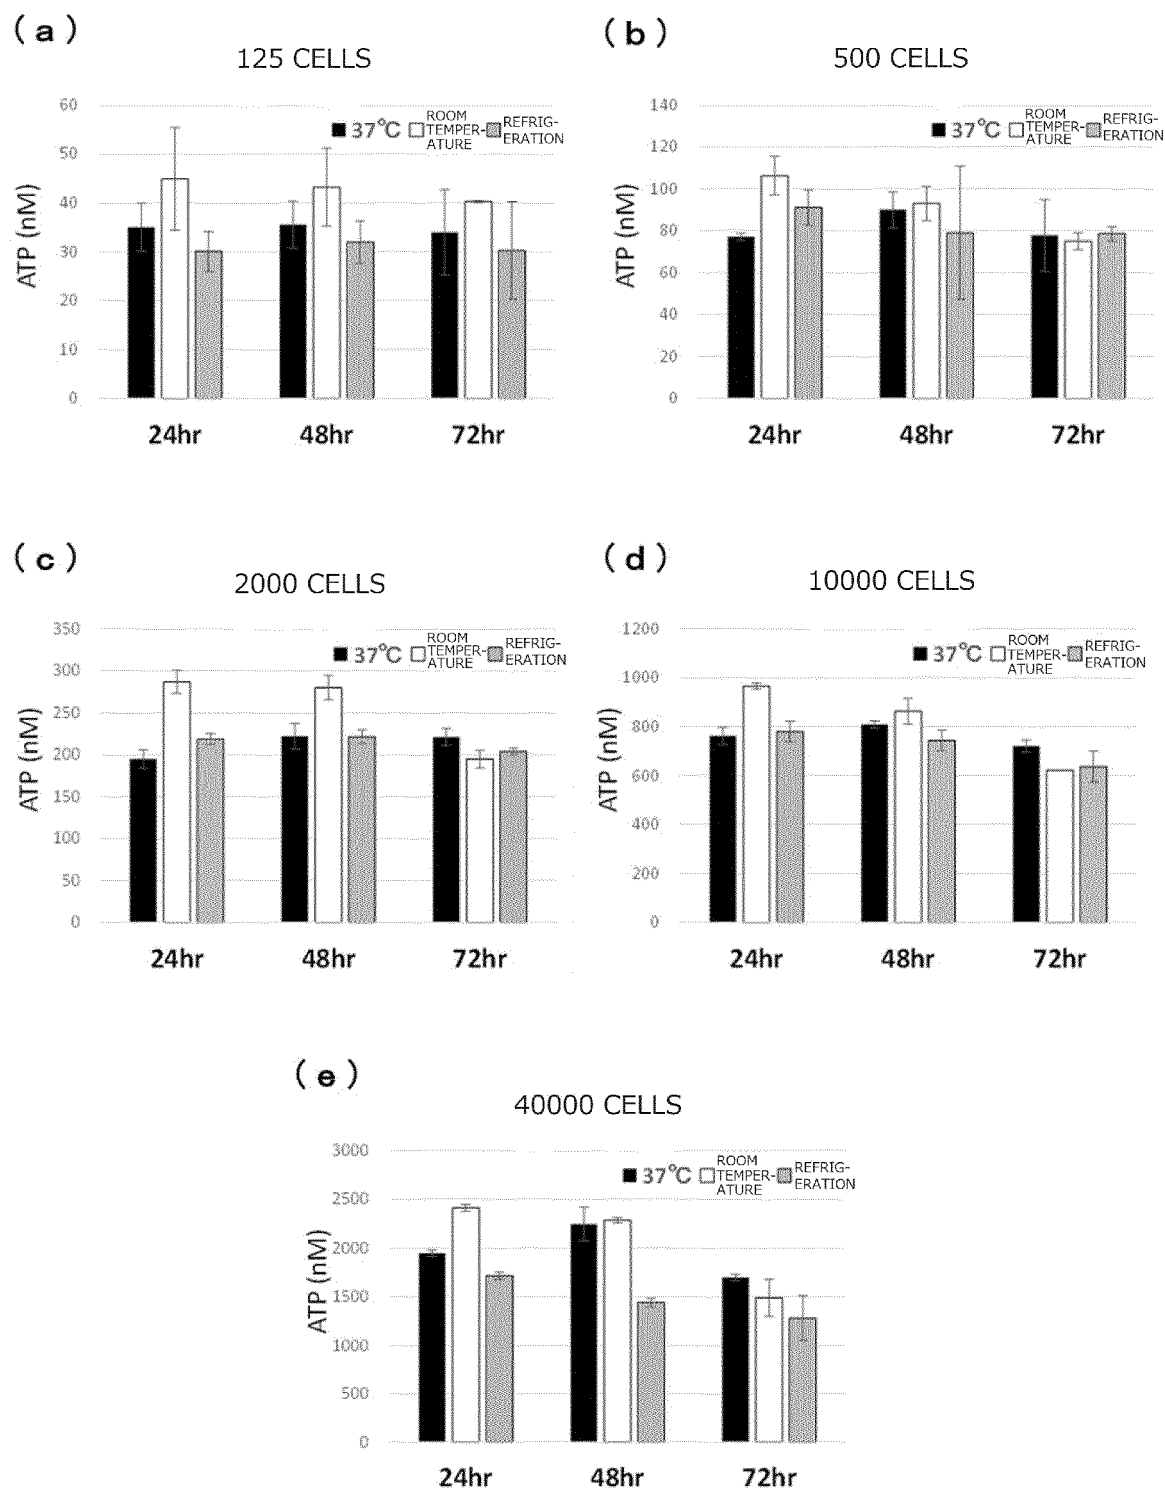 ( a )
125 CELLS
60
50
40
30
20
10
0
ATP (nM)
37°C
ROOM
TEMPER-
ATURE
REFRIG-
ERATION
24hr 48hr 72hr
( b )
500 CELLS
140
120
100
80
60
40
20
0
ATP (nM)
37°C
ROOM
TEMPER-
ATURE
REFRIG-
ERATION
24hr 48hr 72hr
( c )
2000 CELLS
350
300
250
200
150
100
50
0
ATP (nM)
37°C
ROOM
TEMPER-
ATURE
REFRIG-
ERATION
24hr 48hr 72hr
( d )
10000 CELLS
1200
1000
800
600
400
200
0
ATP (nM)
37°C
ROOM
TEMPER-
ATURE
REFRIG-
ERATION
24hr 48hr 72hr
( e )
40000 CELLS
3000
2500
2000
1500
1000
500
0
ATP (nM)
37°C
ROOM
TEMPER-
ATURE
REFRIG-
ERATION
24hr 48hr 72hr